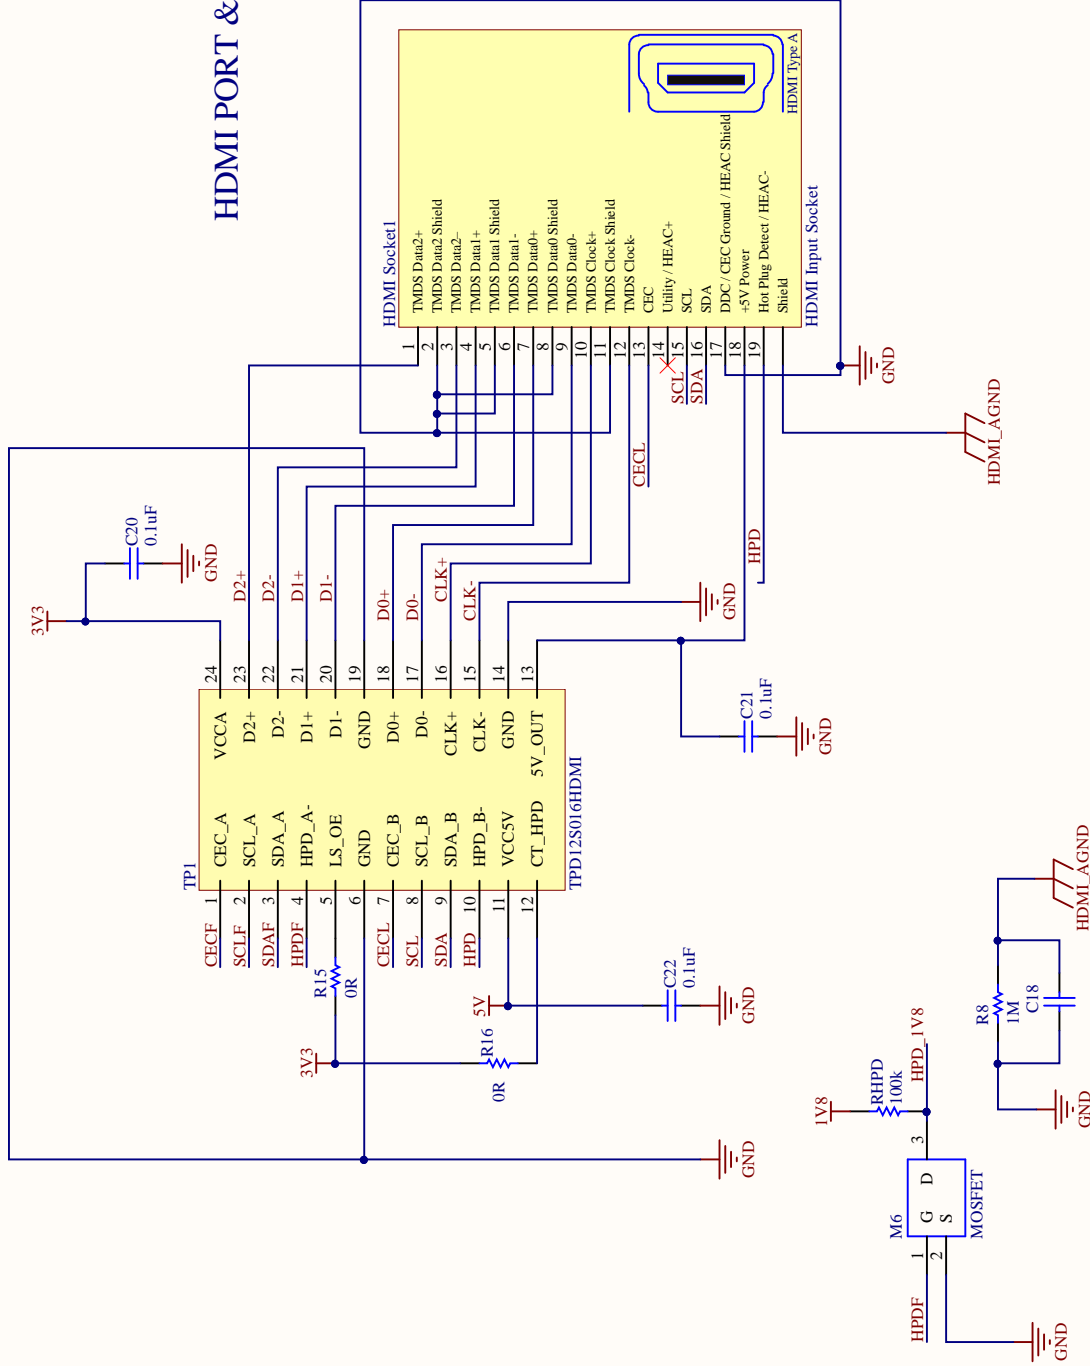 HDMI PORT &
HDMI Socket1
TMDS Data2+
TMDS Data2 Shield
TMDS Data2–
TMDS Data1+
TMDS Data1 Shield
TMDS Data1-
TMDS Data0+
TMDS Data0 Shield
TMDS Data0-
TMDS Clock+
TMDS Clock Shield
TMDS Clock-
CEC
Utility / HEAC+
SCL
SDA
DDC / CEC Ground / HEAC Shield
+5V Power
Hot Plug Detect / HEAC-
Shield
HDMI Type A
HDMI Input Socket
1
2
3
4
5
6
7
8
9
10
11
12
13
14
15
16
17
18
19
SCL
SDA
CECL
HPD
GND
HDMI_AGND
3V3
C20
0.1uF
GND
D2+
D2-
D1+
D1-
D0+
D0-
CLK+
CLK-
GND
24
23
22
21
20
19
18
17
16
15
14
13
TP1
VCCA
D2+
D2-
D1+
D1-
GND
D0+
D0-
CLK+
CLK-
GND
5V_OUT
CEC_A
SCL_A
SDA_A
HPD_A-
LS_OE
GND
CEC_B
SCL_B
SDA_B
HPD_B-
VCC5V
CT_HPD
TPD12S016HDMI
1
2
3
4
5
6
7
8
9
10
11
12
CECF
SCLF
SDAF
HPDF
CECL
SCL
SDA
HPD
R15
0R
3V3
R16
0R
5V
C22
0.1uF
GND
C21
0.1uF
GND
GND
HDMI_AGND
R8
1M
C18
GND
1V8
RHPD
100k
HPD_1V8
M6
G
D
S
MOSFET
3
1
2
HPDF
GND